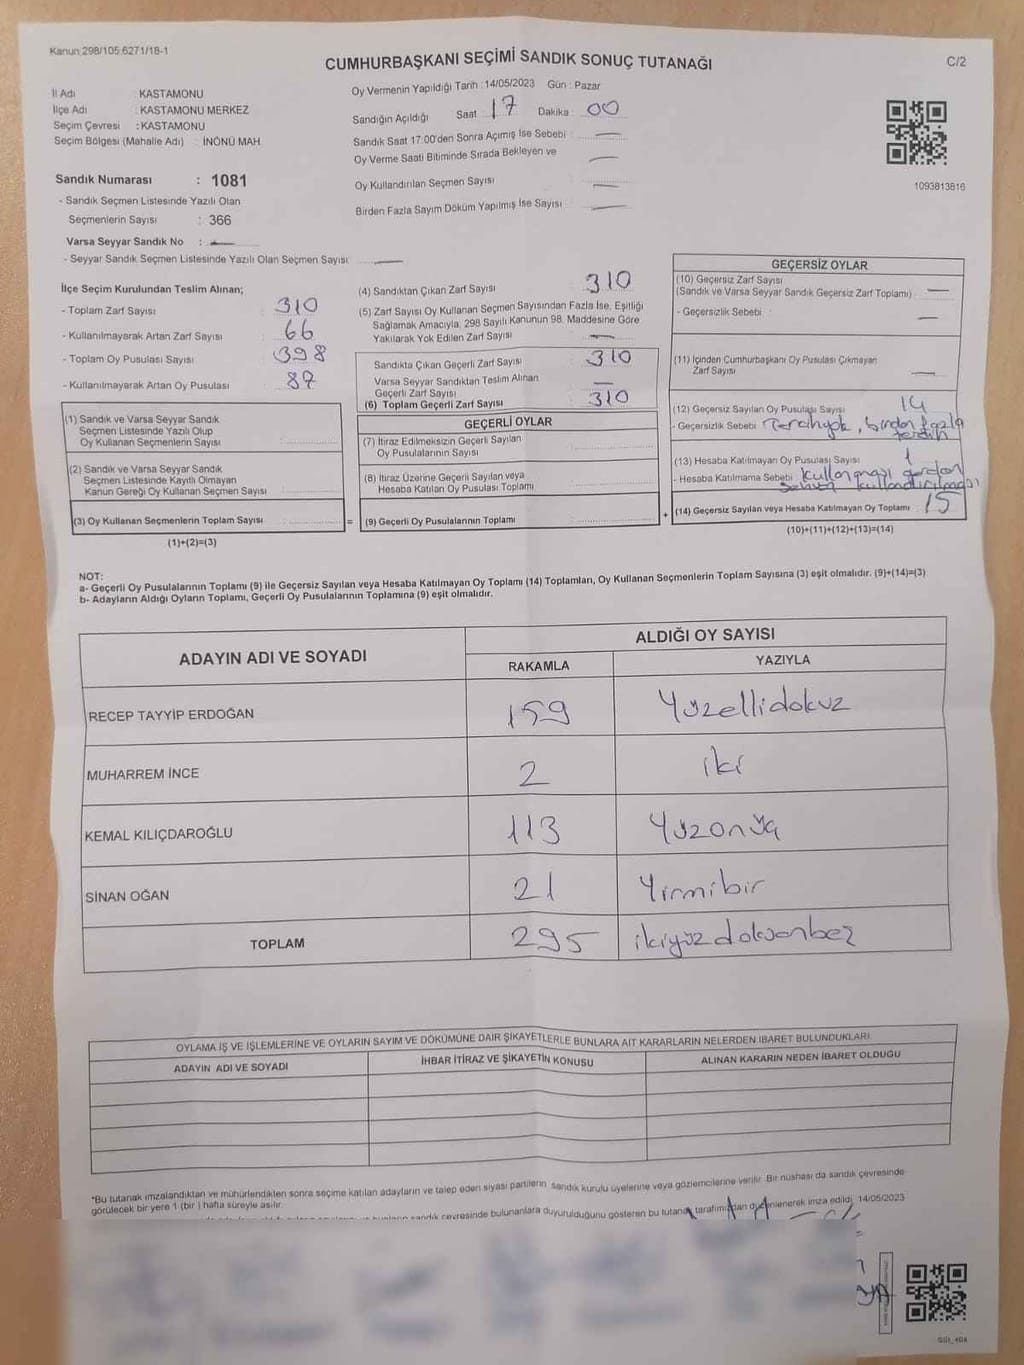 Kanun 298/105 6271/18-1
CUMHURBAŞKANI SEÇİMİ SANDIK SONUÇ TUTANAĞI
C/2
İl Adı : KASTAMONU
İlçe Adı : KASTAMONU MERKEZ
Seçim Çevresi : KASTAMONU
Seçim Bölgesi (Mahalle Adı) : İNÖNÜ MAH.
Oy Vermenin Yapıldığı Tarih : 14/05/2023 Gün : Pazar
Sandığın Açıldığı Saat 17 Dakika : 00
Sandık Saat 17:00'den Sonra Açımış İse Sebebi : —
Oy Verme Saati Bitiminde Sırada Bekleyen ve
Oy Kullandırılan Seçmen Sayısı : —
Birden Fazla Sayım Döküm Yapılmış İse Sayısı : —
1093813816
Sandık Numarası : 1081
- Sandık Seçmen Listesinde Yazılı Olan
Seçmenlerin Sayısı : 366
Varsa Seyyar Sandık No : —
- Seyyar Sandık Seçmen Listesinde Yazılı Olan Seçmen Sayısı : —
İlçe Seçim Kurulundan Teslim Alınan;
- Toplam Zarf Sayısı : 310
- Kullanılmayarak Artan Zarf Sayısı : 66
- Toplam Oy Pusulası Sayısı : 398
- Kullanılmayarak Artan Oy Pusulası : 87
(4) Sandıktan Çıkan Zarf Sayısı : 310
(5) Zarf Sayısı Oy Kullanan Seçmen Sayısından Fazla İse, Eşitliği
Sağlamak Amacıyla, 298 Sayılı Kanunun 98. Maddesine Göre
Yakılarak Yok Edilen Zarf Sayısı : —
Sandıkta Çıkan Geçerli Zarf Sayısı : 310
Varsa Seyyar Sandıktan Teslim Alınan
Geçerli Zarf Sayısı : —
(6) Toplam Geçerli Zarf Sayısı : 310
GEÇERSİZ OYLAR
(10) Geçersiz Zarf Sayısı
(Sandık ve Varsa Seyyar Sandık Geçersiz Zarf Toplamı) : —
- Geçersizlik Sebebi : —
(11) İçinden Cumhurbaşkanı Oy Pusulası Çıkmayan
Zarf Sayısı : —
(12) Geçersiz Sayılan Oy Pusulası Sayısı : 14
- Geçersizlik Sebebi : Tercihyok, birden fazla
tercih
(13) Hesaba Katılmayan Oy Pusulası Sayısı : 1
- Hesaba Katılmama Sebebi :
(14) Geçersiz Sayılan veya Hesaba Katılmayan Oy Toplamı : 15
(10)+(11)+(12)+(13)=(14)
(1) Sandık ve Varsa Seyyar Sandık
Seçmen Listesinde Yazılı Olup
Oy Kullanan Seçmenlerin Sayısı :
(2) Sandık ve Varsa Seyyar Sandık
Seçmen Listesinde Kayıtlı Olmayan
Kanun Gereği Oy Kullanan Seçmen Sayısı :
(3) Oy Kullanan Seçmenlerin Toplam Sayısı :
(1)+(2)=(3)
=
GEÇERLİ OYLAR
(7) İtiraz Edilmeksizin Geçerli Sayılan
Oy Pusulalarının Sayısı :
(8) İtiraz Üzerine Geçerli Sayılan veya
Hesaba Katılan Oy Pusulası Toplamı :
(9) Geçerli Oy Pusulalarının Toplamı :
+
NOT:
a- Geçerli Oy Pusulalarının Toplamı (9) ile Geçersiz Sayılan veya Hesaba Katılmayan Oy Toplamı (14) Toplamları, Oy Kullanan Seçmenlerin Toplam Sayısına (3) eşit olmalıdır. (9)+(14)=(3)
b- Adayların Aldığı Oyların Toplamı, Geçerli Oy Pusulalarının Toplamına (9) eşit olmalıdır.
ADAYIN ADI VE SOYADI
ALDIĞI OY SAYISI
RAKAMLA YAZIYLA
RECEP TAYYİP ERDOĞAN 159 Yüzellidokuz
MUHARREM İNCE 2 iki
KEMAL KILIÇDAROĞLU 113 Yüzonüç
SİNAN OĞAN 21 Yirmibir
TOPLAM 295 ikiyüzdoksanbeş
OYLAMA İŞ VE İŞLEMLERİNE VE OYLARIN SAYIM VE DÖKÜMÜNE DAİR ŞİKAYETLERLE BUNLARA AİT KARARLARIN NELERDEN İBARET BULUNDUKLARI
ADAYIN ADI VE SOYADI İHBAR İTİRAZ VE ŞİKAYETİN KONUSU ALINAN KARARIN NEDEN İBARET OLDUĞU
"Bu tutanak imzalandıktan ve mühürlendikten sonra seçime katılan adayların ve talep eden siyasi partilerin sandık kurulu üyelerine veya gözlemcilerine verilir. Bir nüshası da sandık çevresinde
görülecek bir yere 1 (bir) hafta süreyle asılır.
sandık çevresinde bulunanlara duyurulduğunu gösteren bu tutanak tarafımızdan düzenlenerek imza edildi. 14/05/2023